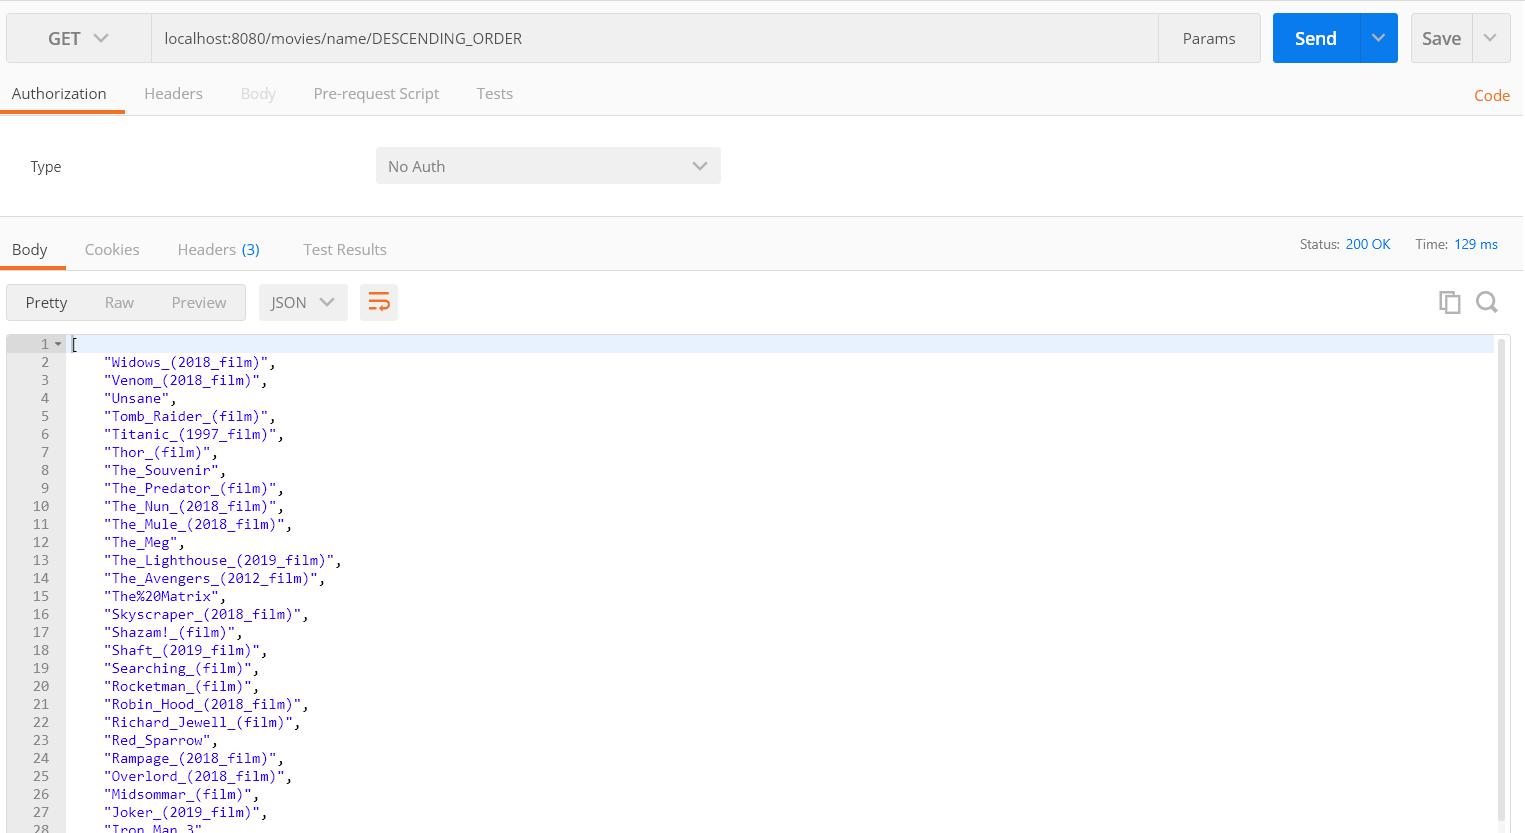 GET localhost:8080/movies/name/DESCENDING_ORDER Params Send Save
Authorization Headers Body Pre-request Script Tests Code
Type No Auth
Body Cookies Headers (3) Test Results Status: 200 OK Time: 129 ms
Pretty Raw Preview JSON
1 [
2 "Widows_(2018_film)",
3 "Venom_(2018_film)",
4 "Unsane",
5 "Tomb_Raider_(film)",
6 "Titanic_(1997_film)",
7 "Thor_(film)",
8 "The_Souvenir",
9 "The_Predator_(film)",
10 "The_Nun_(2018_film)",
11 "The_Mule_(2018_film)",
12 "The_Meg",
13 "The_Lighthouse_(2019_film)",
14 "The_Avengers_(2012_film)",
15 "The%20Matrix",
16 "Skyscraper_(2018_film)",
17 "Shazam!_(film)",
18 "Shaft_(2019_film)",
19 "Searching_(film)",
20 "Rocketman_(film)",
21 "Robin_Hood_(2018_film)",
22 "Richard_Jewell_(film)",
23 "Red_Sparrow",
24 "Rampage_(2018_film)",
25 "Overlord_(2018_film)",
26 "Midsommar_(film)",
27 "Joker_(2019_film)",
28 "Iron_Man_3"